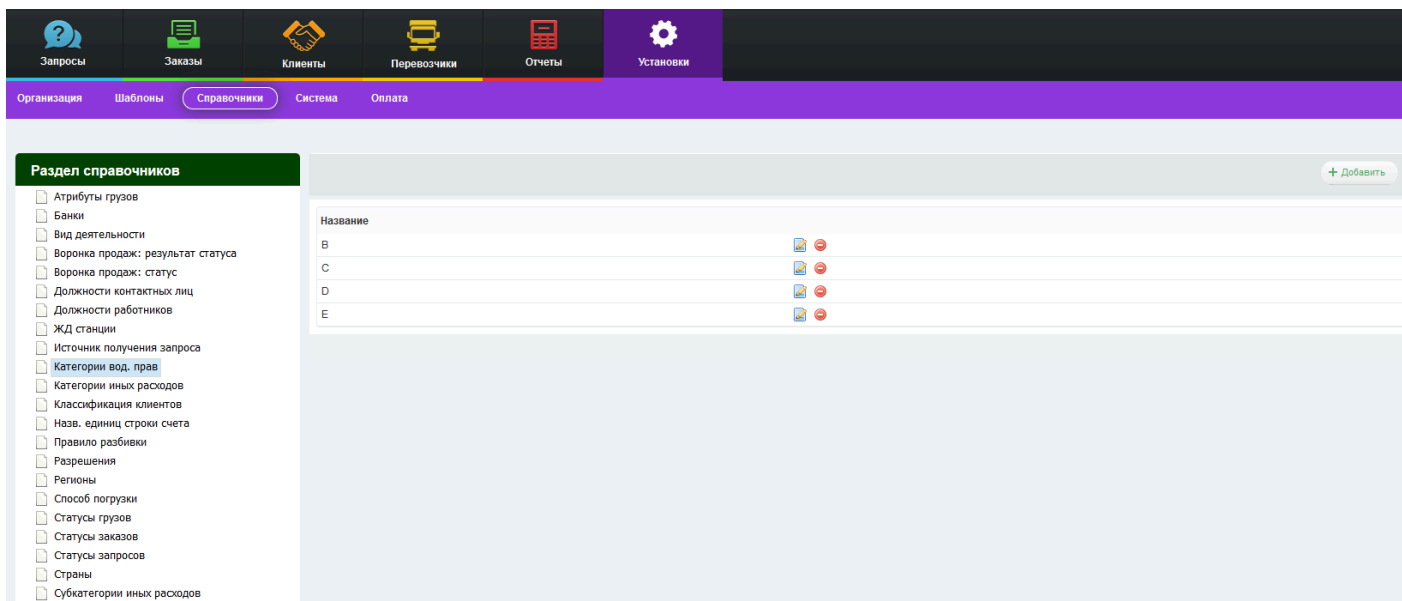 Запросы Заказы Клиенты Перевозчики Отчеты Установки
Организация Шаблоны Справочники Система Оплата
Раздел справочников
+ Добавить
Атрибуты грузов
Банки
Вид деятельности
Воронка продаж: результат статуса
Воронка продаж: статус
Должности контактных лиц
Должности работников
ЖД станции
Источник получения запроса
Категории вод. прав
Категории иных расходов
Классификация клиентов
Назв. единиц строки счета
Правило разбивки
Разрешения
Регионы
Способ погрузки
Статусы грузов
Статусы заказов
Статусы запросов
Страны
Субкатегории иных расходов
Название
B
C
D
E